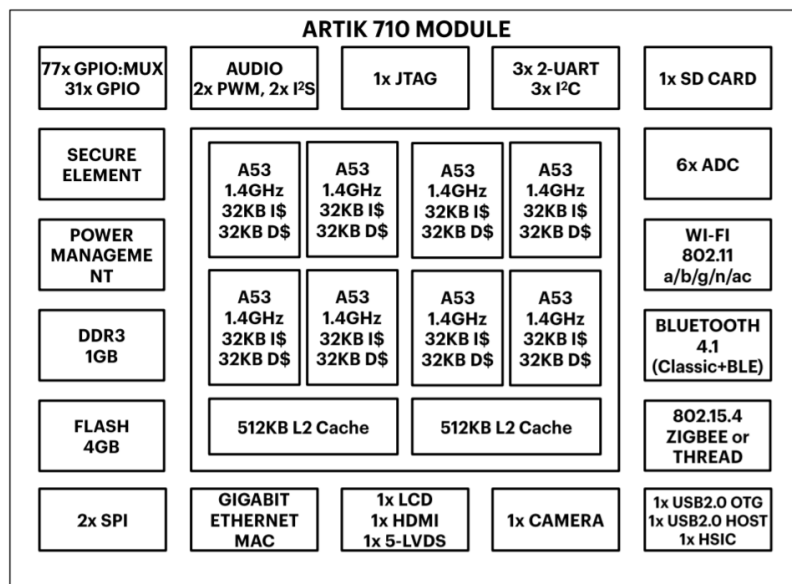 ARTIK 710 MODULE
77x GPIO:MUX
31x GPIO
AUDIO
2x PWM, 2x I²S
1x JTAG
3x 2-UART
3x I²C
1x SD CARD
SECURE
ELEMENT
A53
1.4GHz
32KB I$
32KB D$
A53
1.4GHz
32KB I$
32KB D$
A53
1.4GHz
32KB I$
32KB D$
A53
1.4GHz
32KB I$
32KB D$
6x ADC
POWER
MANAGEME
NT
WI-FI
802.11
a/b/g/n/ac
DDR3
1GB
A53
1.4GHz
32KB I$
32KB D$
A53
1.4GHz
32KB I$
32KB D$
A53
1.4GHz
32KB I$
32KB D$
A53
1.4GHz
32KB I$
32KB D$
BLUETOOTH
4.1
(Classic+BLE)
FLASH
4GB
512KB L2 Cache
512KB L2 Cache
802.15.4
ZIGBEE or
THREAD
2x SPI
GIGABIT
ETHERNET
MAC
1x LCD
1x HDMI
1x 5-LVDS
1x CAMERA
1x USB2.0 OTG
1x USB2.0 HOST
1x HSIC